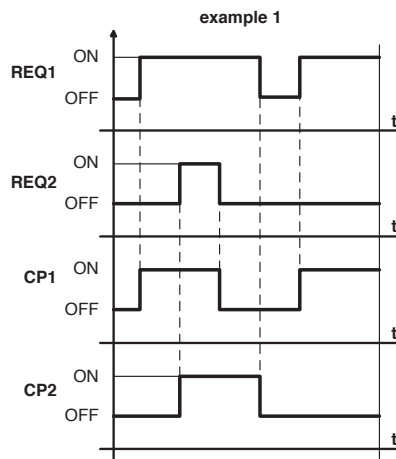 example 1
ON
REQ1
OFF
t
ON
REQ2
OFF
t
ON
CP1
OFF
t
ON
CP2
OFF
t